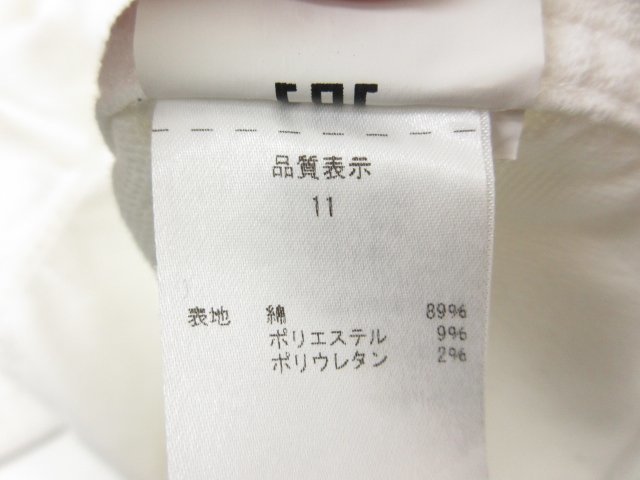 品質表示
11
表地 綿 89%
ポリエステル 9%
ポリウレタン 2%